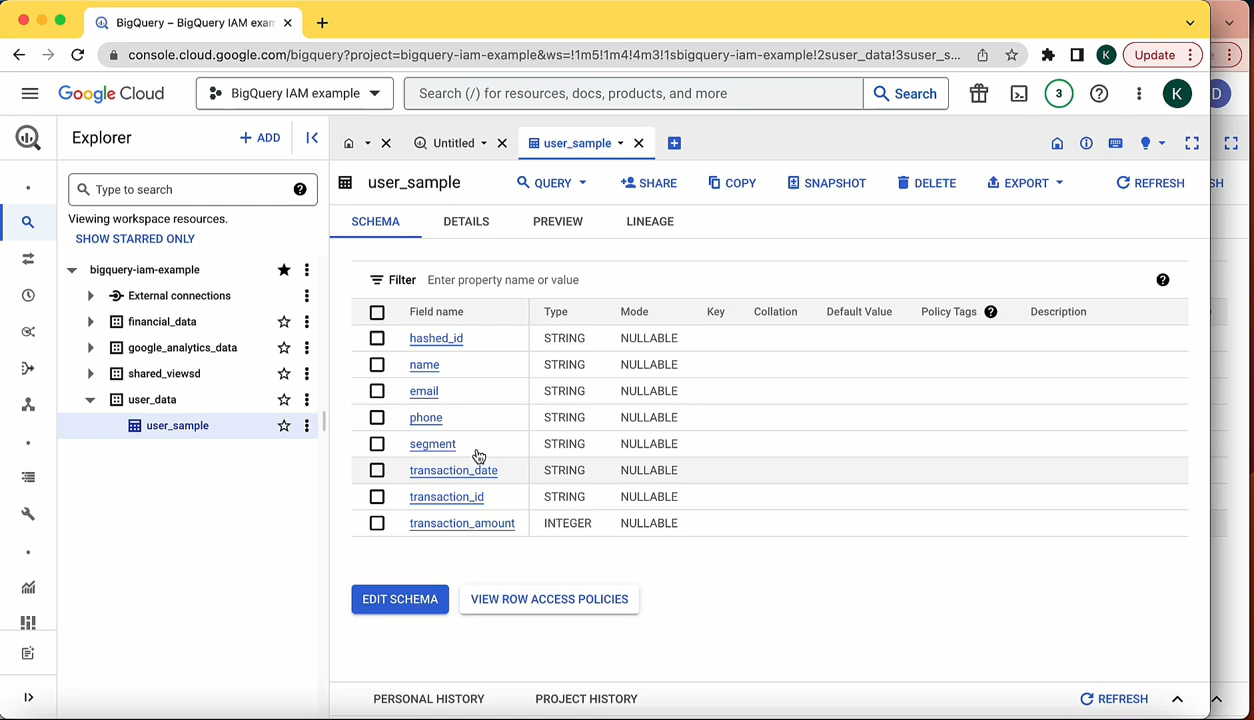 BigQuery – BigQuery IAM exam
console.cloud.google.com/bigquery?project=bigquery-iam-example&ws=!1m5!1m4!4m3!1sbigquery-iam-example!2suser_data!3suser_s...
K
Update
Google Cloud
BigQuery IAM example
Search (/) for resources, docs, products, and more
Search
3
K
D
Explorer
+ ADD
Untitled
user_sample
Type to search
user_sample
QUERY
SHARE
COPY
SNAPSHOT
DELETE
EXPORT
REFRESH
SH
Viewing workspace resources.
SHOW STARRED ONLY
SCHEMA
DETAILS
PREVIEW
LINEAGE
bigquery-iam-example
External connections
financial_data
google_analytics_data
shared_viewsd
user_data
user_sample
Filter Enter property name or value
Field name Type Mode Key Collation Default Value Policy Tags Description
hashed_id STRING NULLABLE
name STRING NULLABLE
email STRING NULLABLE
phone STRING NULLABLE
segment STRING NULLABLE
transaction_date STRING NULLABLE
transaction_id STRING NULLABLE
transaction_amount INTEGER NULLABLE
EDIT SCHEMA
VIEW ROW ACCESS POLICIES
PERSONAL HISTORY
PROJECT HISTORY
REFRESH